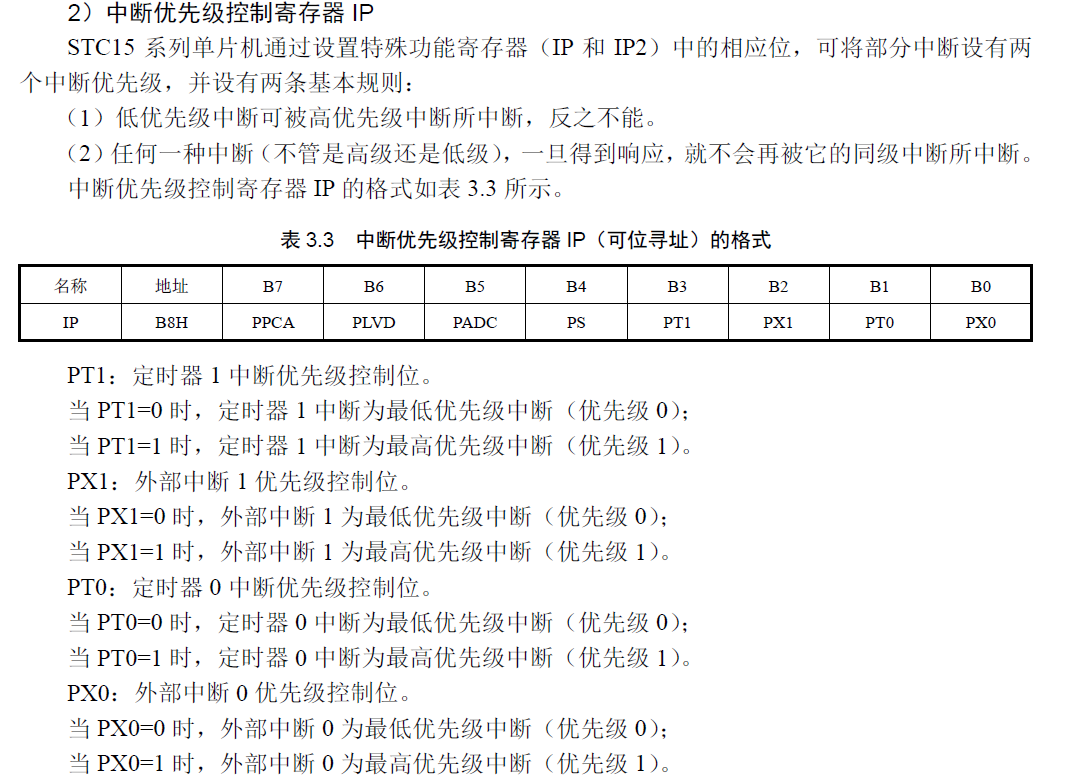 2）中断优先级控制寄存器 IP
STC15 系列单片机通过设置特殊功能寄存器（IP 和 IP2）中的相应位，可将部分中断设有两
个中断优先级，并设有两条基本规则：
（1）低优先级中断可被高优先级中断所中断，反之不能。
（2）任何一种中断（不管是高级还是低级），一旦得到响应，就不会再被它的同级中断所中断。
中断优先级控制寄存器 IP 的格式如表 3.3 所示。
表 3.3 中断优先级控制寄存器 IP（可位寻址）的格式
名称 地址 B7 B6 B5 B4 B3 B2 B1 B0
IP B8H PPCA PLVD PADC PS PT1 PX1 PT0 PX0
PT1：定时器 1 中断优先级控制位。
当 PT1=0 时，定时器 1 中断为最低优先级中断（优先级 0）；
当 PT1=1 时，定时器 1 中断为最高优先级中断（优先级 1）。
PX1：外部中断 1 优先级控制位。
当 PX1=0 时，外部中断 1 为最低优先级中断（优先级 0）；
当 PX1=1 时，外部中断 1 为最高优先级中断（优先级 1）。
PT0：定时器 0 中断优先级控制位。
当 PT0=0 时，定时器 0 中断为最低优先级中断（优先级 0）；
当 PT0=1 时，定时器 0 中断为最高优先级中断（优先级 1）。
PX0：外部中断 0 优先级控制位。
当 PX0=0 时，外部中断 0 为最低优先级中断（优先级 0）；
当 PX0=1 时，外部中断 0 为最高优先级中断（优先级 1）。